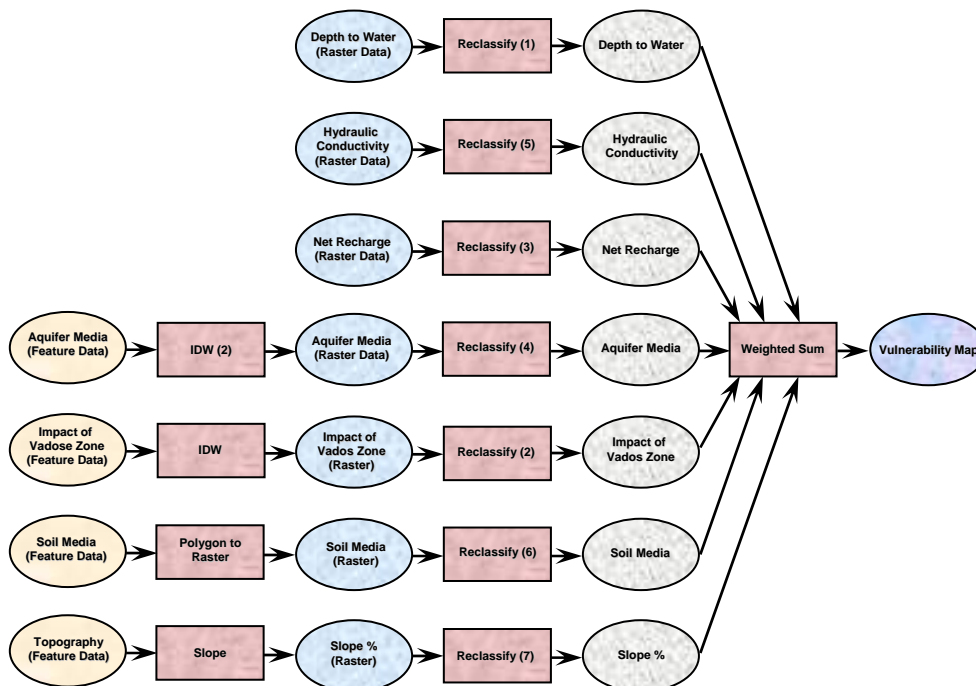 Depth to Water
(Raster Data)
Reclassify (1)
Depth to Water
Hydraulic
Conductivity
(Raster Data)
Reclassify (5)
Hydraulic
Conductivity
Net Recharge
(Raster Data)
Reclassify (3)
Net Recharge
Aquifer Media
(Feature Data)
IDW (2)
Aquifer Media
(Raster Data)
Reclassify (4)
Aquifer Media
Weighted Sum
Vulnerability Map
Impact of
Vadose Zone
(Feature Data)
IDW
Impact of
Vados Zone
(Raster)
Reclassify (2)
Impact of
Vados Zone
Soil Media
(Feature Data)
Polygon to
Raster
Soil Media
(Raster)
Reclassify (6)
Soil Media
Topography
(Feature Data)
Slope
Slope %
(Raster)
Reclassify (7)
Slope %